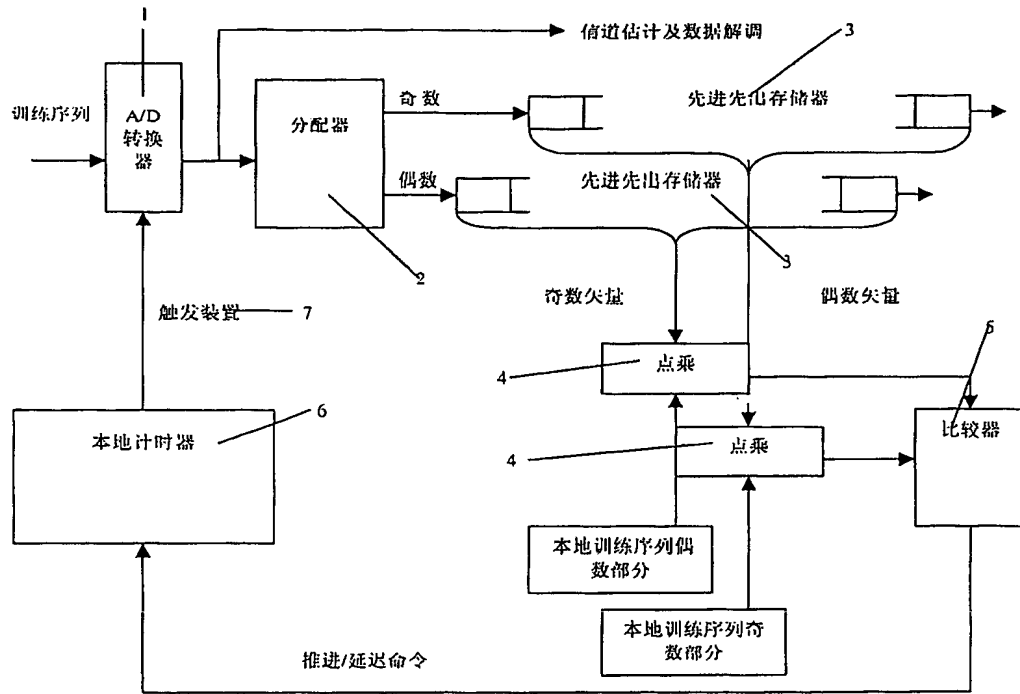 1
信道估计及数据解调
3
训练序列
A/D
转换
器
分配器
奇数
先进先出存储器
偶数
先进先出存储器
2
3
触发装置
7
奇数矢量
偶数矢量
5
4
点乘
6
本地计时器
4
点乘
比较器
本地训练序列偶
数部分
本地训练序列奇
数部分
推进/延迟命令